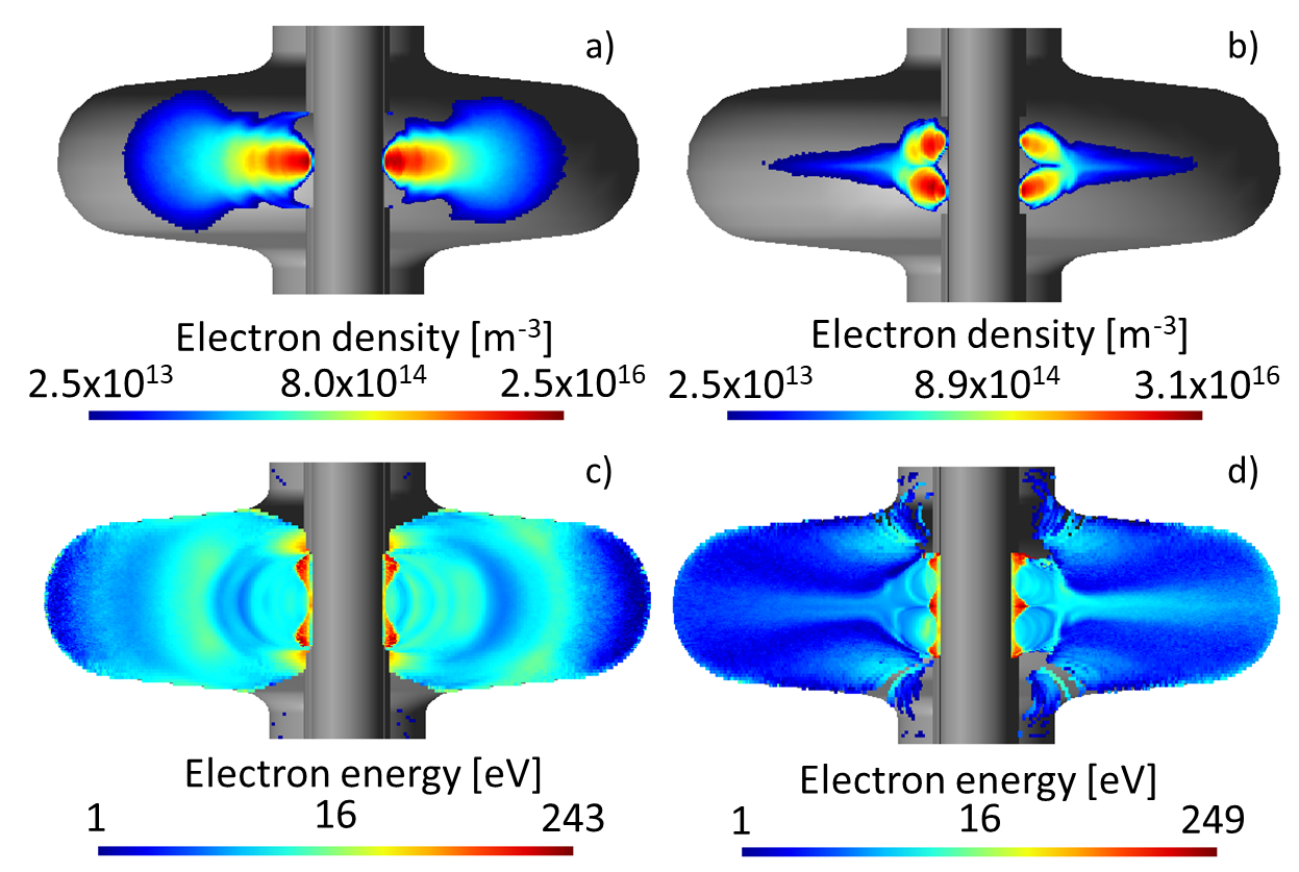 a)
b)
Electron density [m-3]
2.5x10¹³ 8.0x10¹⁴ 2.5x10¹⁶
Electron density [m-3]
2.5x10¹³ 8.9x10¹⁴ 3.1x10¹⁶
c)
d)
Electron energy [eV]
1 16 243
Electron energy [eV]
1 16 249